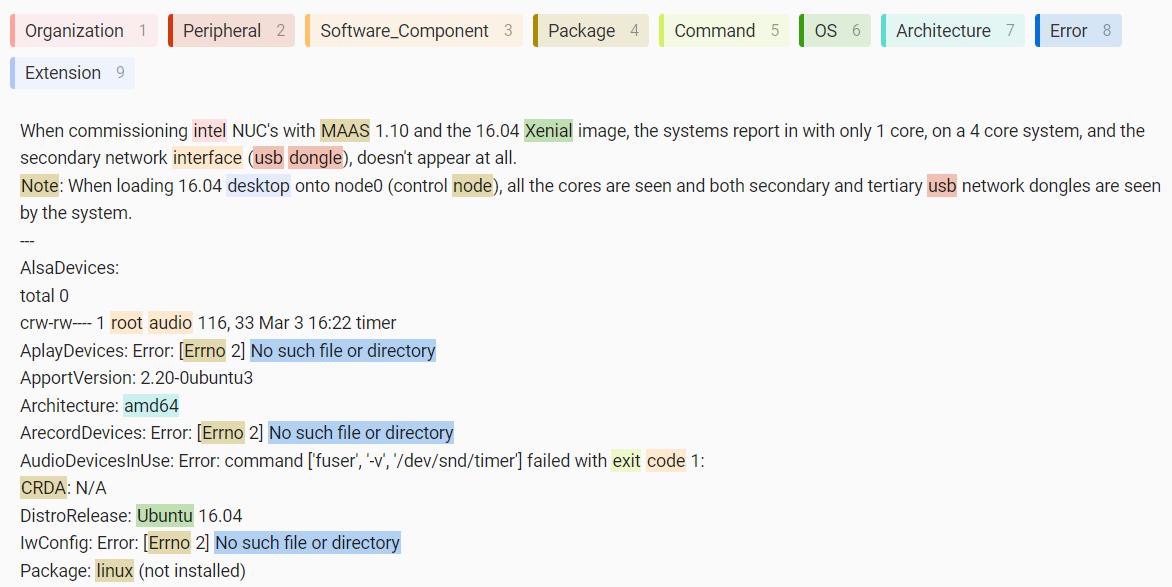 Organization 1 Peripheral 2 Software_Component 3 Package 4 Command 5 OS 6 Architecture 7 Error 8
Extension 9
When commissioning intel NUC's with MAAS 1.10 and the 16.04 Xenial image, the systems report in with only 1 core, on a 4 core system, and the
secondary network interface (usb dongle), doesn't appear at all.
Note: When loading 16.04 desktop onto node0 (control node), all the cores are seen and both secondary and tertiary usb network dongles are seen
by the system.
---
AlsaDevices:
total 0
crw-rw---- 1 root audio 116, 33 Mar 3 16:22 timer
AplayDevices: Error: [Errno 2] No such file or directory
ApportVersion: 2.20-0ubuntu3
Architecture: amd64
ArecordDevices: Error: [Errno 2] No such file or directory
AudioDevicesInUse: Error: command ['fuser', '-v', '/dev/snd/timer'] failed with exit code 1:
CRDA: N/A
DistroRelease: Ubuntu 16.04
IwConfig: Error: [Errno 2] No such file or directory
Package: linux (not installed)